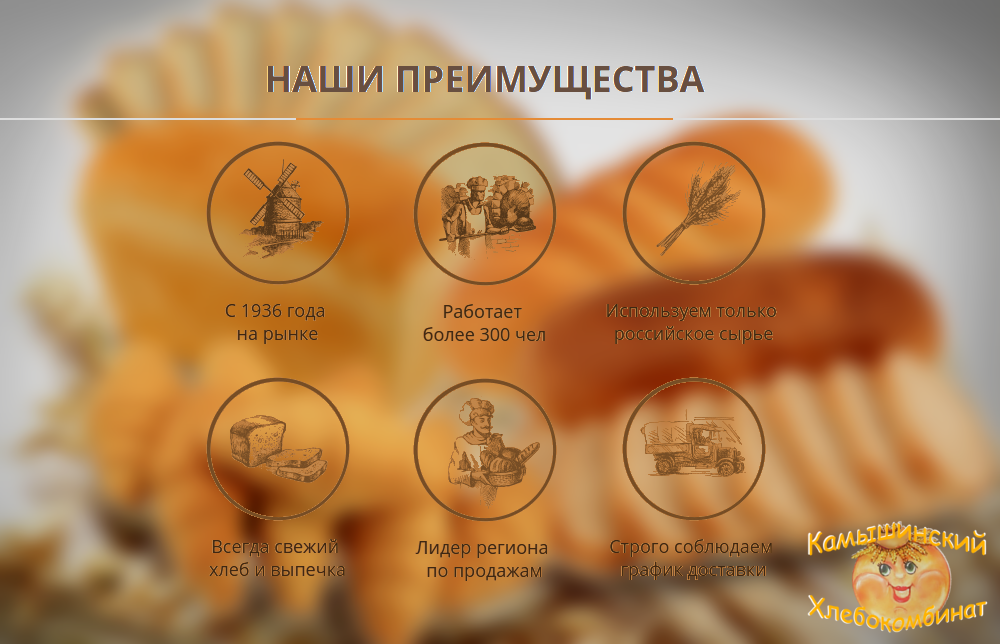 НАШИ ПРЕИМУЩЕСТВА
С 1936 года
на рынке
Работает
более 300 чел
Используем только
российское сырье
Всегда свежий
хлеб и выпечка
Лидер региона
по продажам
Строго соблюдаем
график доставки
Камышинский
Хлебокомбинат